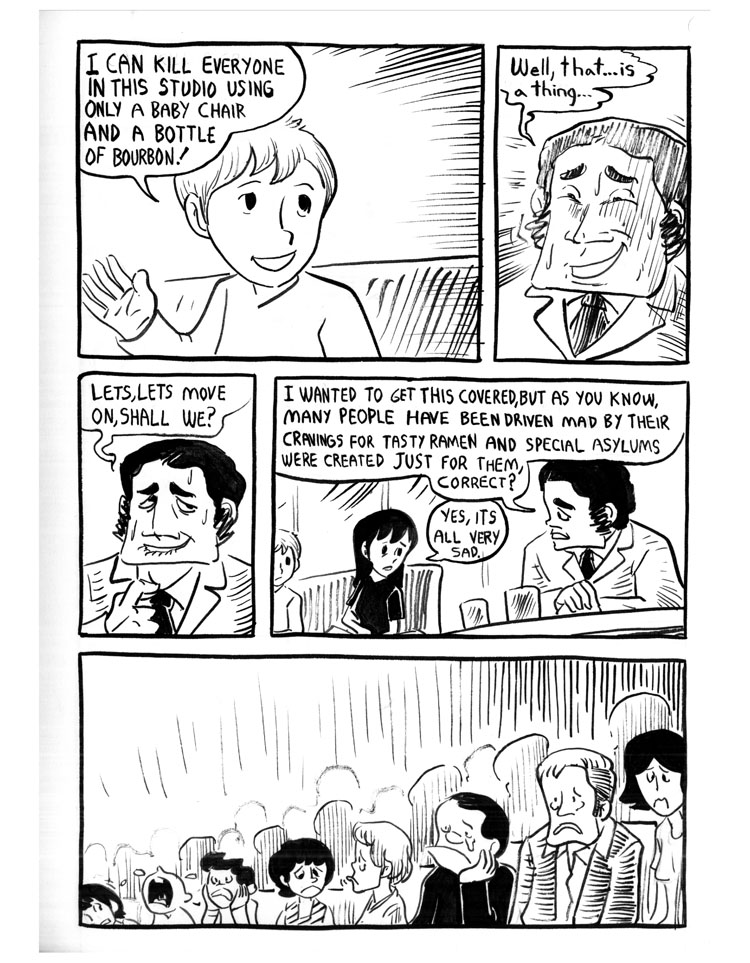 I CAN KILL EVERYONE
IN THIS STUDIO USING
ONLY A BABY CHAIR
AND A BOTTLE
OF BOURBON!
Well, that...is
a thing...
LETS, LETS MOVE
ON, SHALL WE?
I WANTED TO GET THIS COVERED, BUT AS YOU KNOW,
MANY PEOPLE HAVE BEEN DRIVEN MAD BY THEIR
CRAVINGS FOR TASTY RAMEN AND SPECIAL ASYLUMS
WERE CREATED JUST FOR THEM,
CORRECT?
YES, ITS
ALL VERY
SAD.